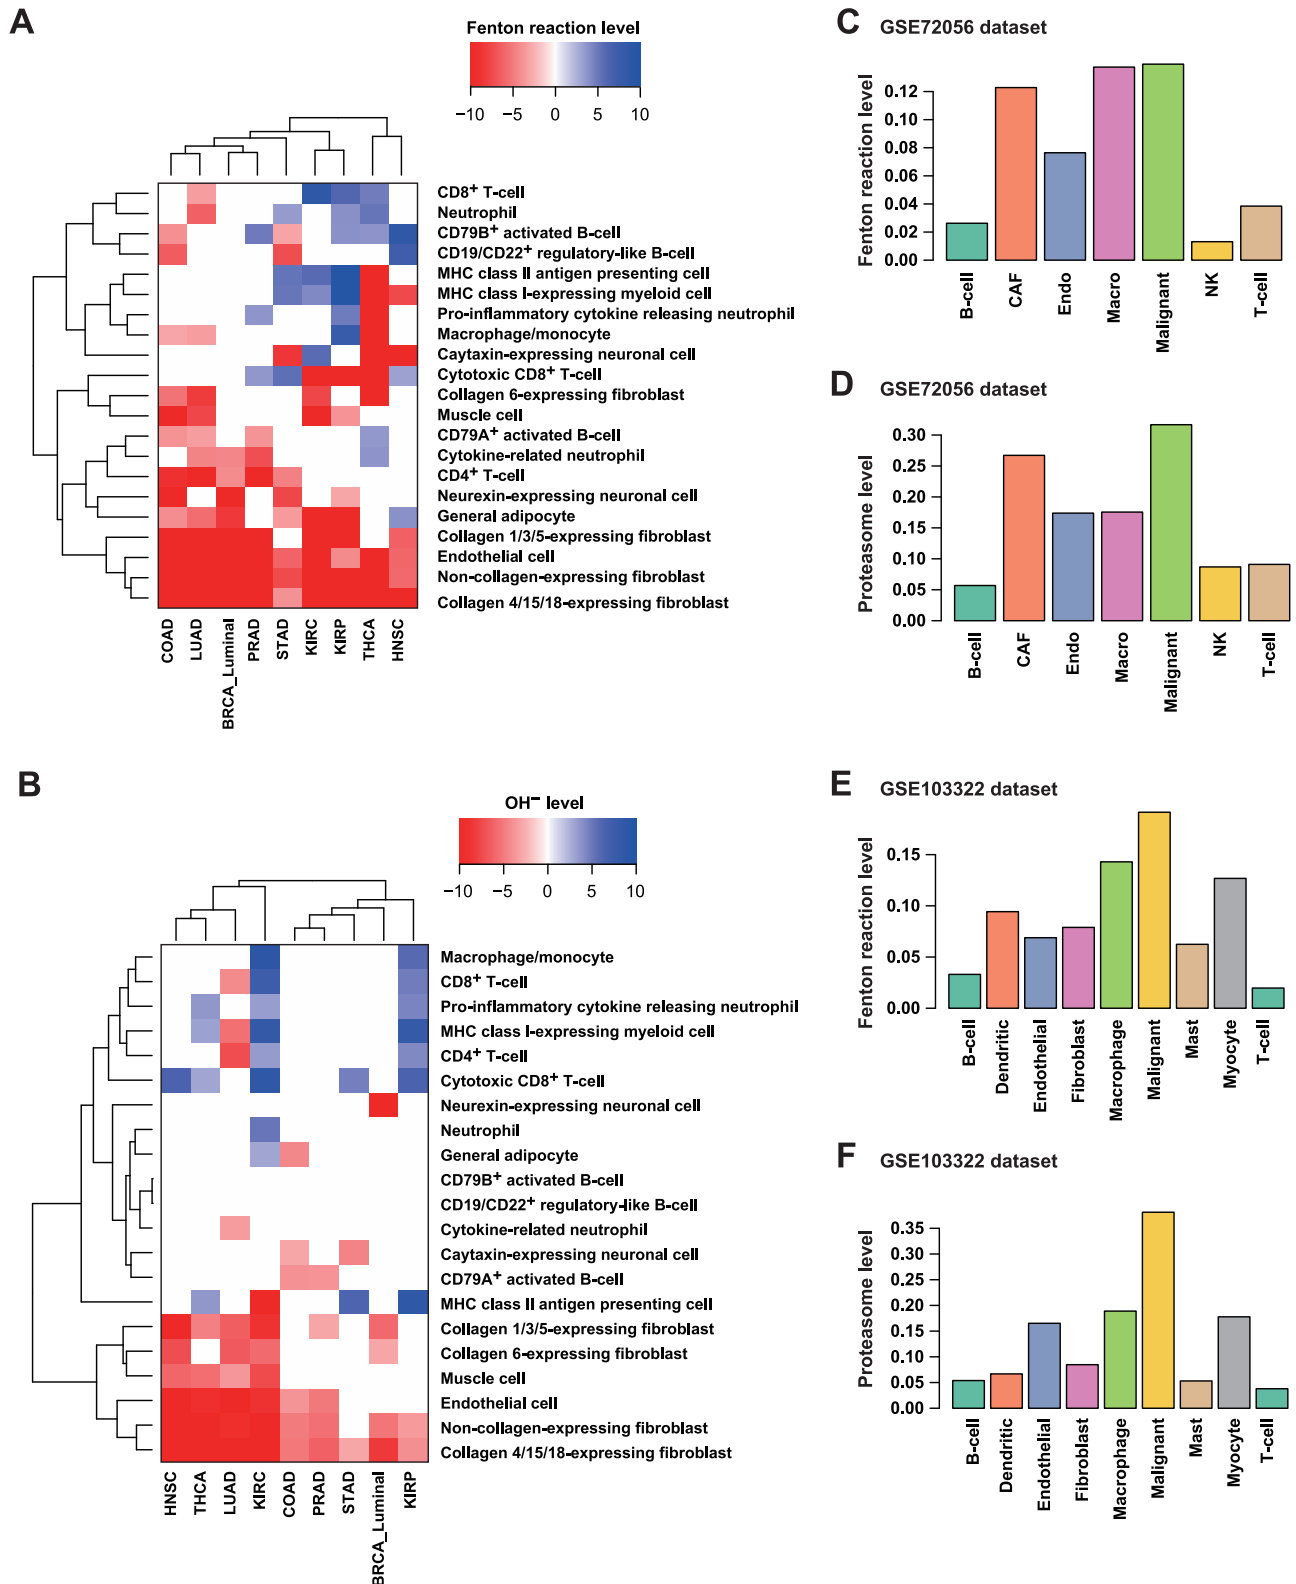 A
Fenton reaction level
−10 −5 0 5 10
CD8+ T-cell
Neutrophil
CD79B+ activated B-cell
CD19/CD22+ regulatory-like B-cell
MHC class II antigen presenting cell
MHC class I-expressing myeloid cell
Pro-inflammatory cytokine releasing neutrophil
Macrophage/monocyte
Caytaxin-expressing neuronal cell
Cytotoxic CD8+ T-cell
Collagen 6-expressing fibroblast
Muscle cell
CD79A+ activated B-cell
Cytokine-related neutrophil
CD4+ T-cell
Neurexin-expressing neuronal cell
General adipocyte
Collagen 1/3/5-expressing fibroblast
Endothelial cell
Non-collagen-expressing fibroblast
Collagen 4/15/18-expressing fibroblast
COAD
LUAD
BRCA_Luminal
PRAD
STAD
KIRC
KIRP
THCA
HNSC
B
OH− level
−10 −5 0 5 10
Macrophage/monocyte
CD8+ T-cell
Pro-inflammatory cytokine releasing neutrophil
MHC class I-expressing myeloid cell
CD4+ T-cell
Cytotoxic CD8+ T-cell
Neurexin-expressing neuronal cell
Neutrophil
General adipocyte
CD79B+ activated B-cell
CD19/CD22+ regulatory-like B-cell
Cytokine-related neutrophil
Caytaxin-expressing neuronal cell
CD79A+ activated B-cell
MHC class II antigen presenting cell
Collagen 1/3/5-expressing fibroblast
Collagen 6-expressing fibroblast
Muscle cell
Endothelial cell
Non-collagen-expressing fibroblast
Collagen 4/15/18-expressing fibroblast
HNSC
THCA
LUAD
KIRC
COAD
PRAD
STAD
BRCA_Luminal
KIRP
C GSE72056 dataset
Fenton reaction level
0.12
0.10
0.08
0.06
0.04
0.02
0.00
B-cell
CAF
Endo
Macro
Malignant
NK
T-cell
D GSE72056 dataset
Proteasome level
0.30
0.25
0.20
0.15
0.10
0.05
0.00
B-cell
CAF
Endo
Macro
Malignant
NK
T-cell
E GSE103322 dataset
Fenton reaction level
0.15
0.10
0.05
0.00
B-cell
Dendritic
Endothelial
Fibroblast
Macrophage
Malignant
Mast
Myocyte
T-cell
F GSE103322 dataset
Proteasome level
0.35
0.30
0.25
0.20
0.15
0.10
0.05
0.00
B-cell
Dendritic
Endothelial
Fibroblast
Macrophage
Malignant
Mast
Myocyte
T-cell